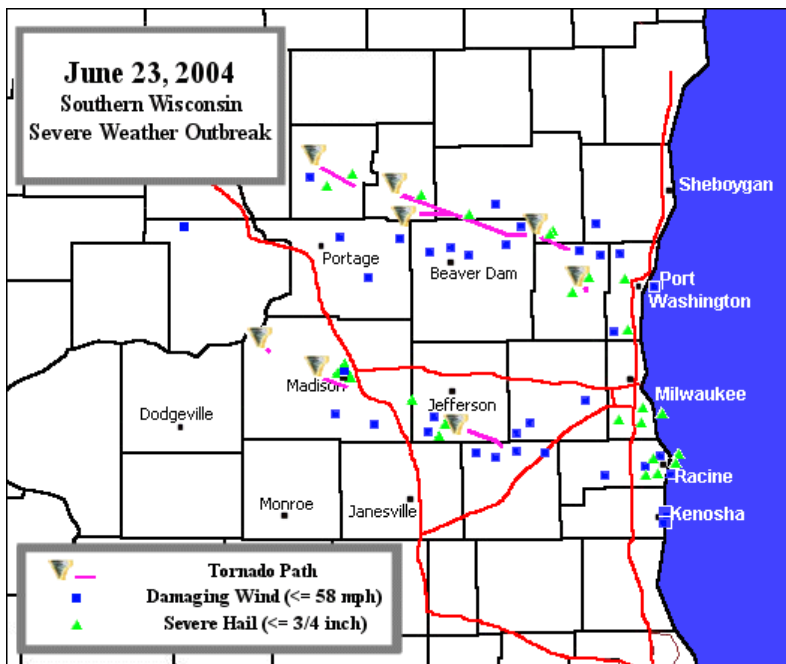 June 23, 2004
Southern Wisconsin
Severe Weather Outbreak
Sheboygan
Portage
Beaver Dam
Port
Washington
Madison
Milwaukee
Dodgeville
Jefferson
Racine
Monroe
Janesville
Kenosha
Tornado Path
Damaging Wind (<= 58 mph)
Severe Hail (<= 3/4 inch)